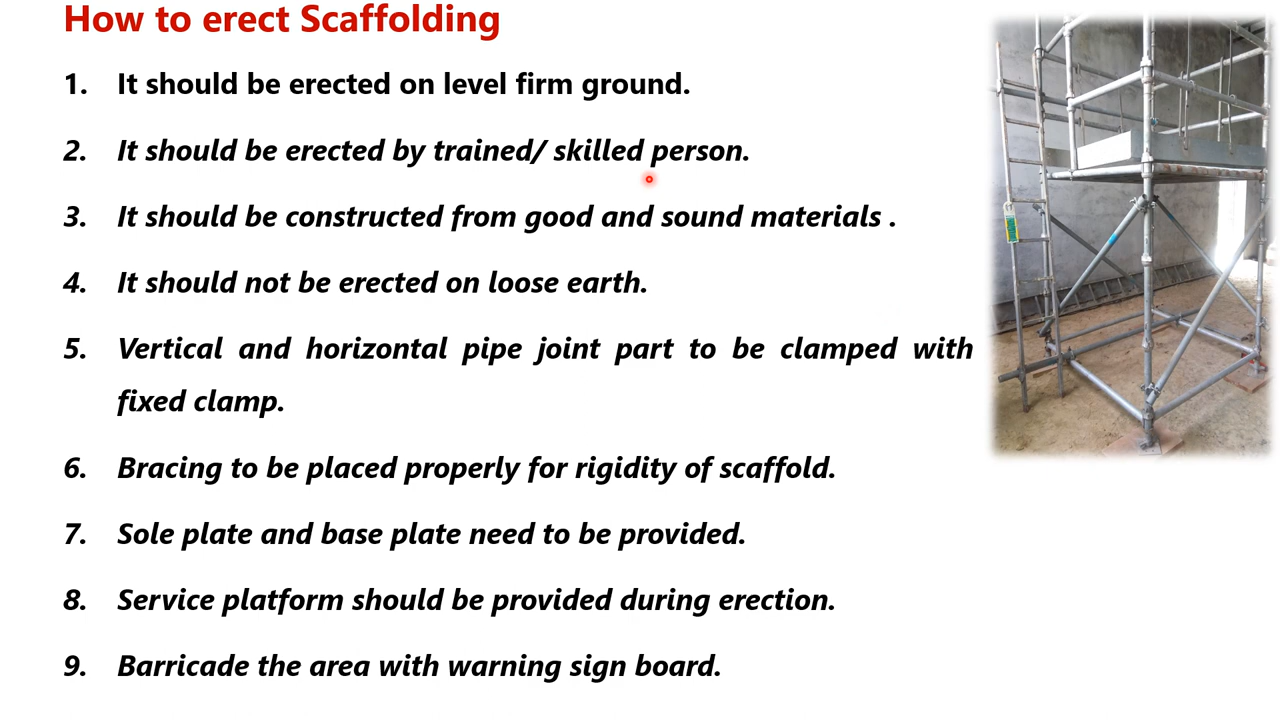 How to erect Scaffolding
1. It should be erected on level firm ground.
2. It should be erected by trained/ skilled person.
3. It should be constructed from good and sound materials .
4. It should not be erected on loose earth.
5. Vertical and horizontal pipe joint part to be clamped with
fixed clamp.
6. Bracing to be placed properly for rigidity of scaffold.
7. Sole plate and base plate need to be provided.
8. Service platform should be provided during erection.
9. Barricade the area with warning sign board.